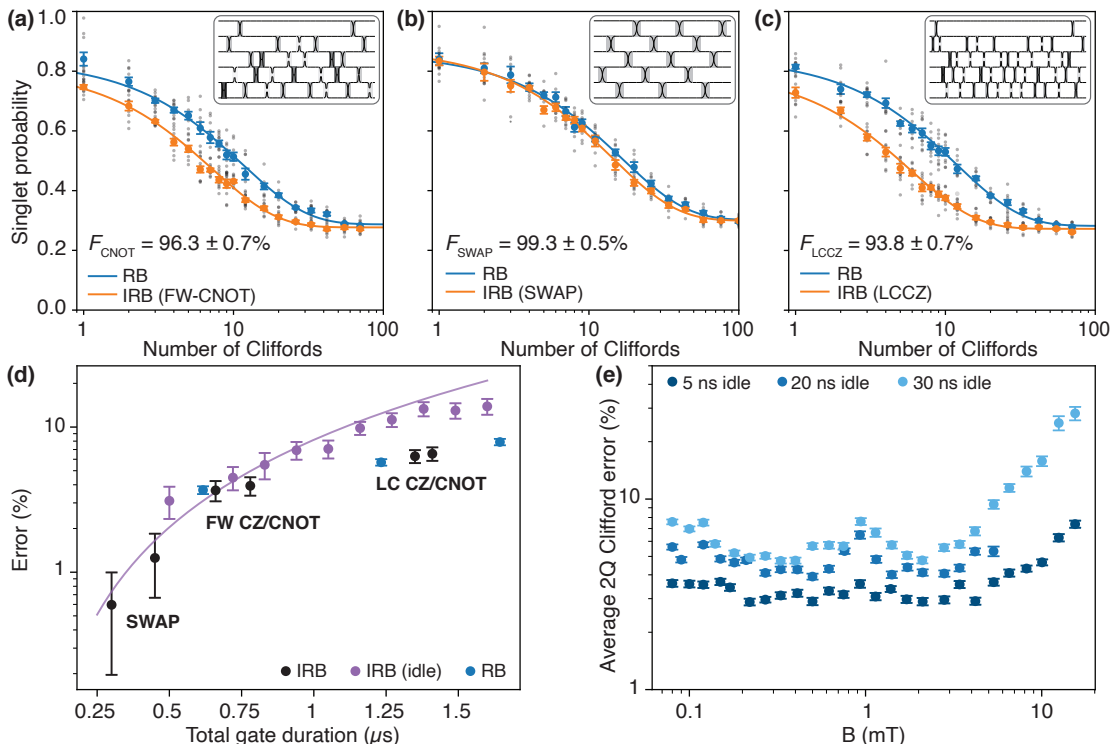 (a)
(b)
(c)
Singlet probability
1.0
0.8
0.6
0.4
0.2
0.0
F_CNOT = 96.3 ± 0.7%
RB
IRB (FW-CNOT)
1
10
100
Number of Cliffords
F_SWAP = 99.3 ± 0.5%
RB
IRB (SWAP)
1
10
100
Number of Cliffords
F_LCCZ = 93.8 ± 0.7%
RB
IRB (LCCZ)
1
10
100
Number of Cliffords
(d)
Error (%)
10
1
SWAP
FW CZ/CNOT
LC CZ/CNOT
IRB
IRB (idle)
RB
0.25
0.5
0.75
1
1.25
1.5
Total gate duration (µs)
(e)
5 ns idle
20 ns idle
30 ns idle
Average 2Q Clifford error (%)
10
1
0.1
1
10
B (mT)